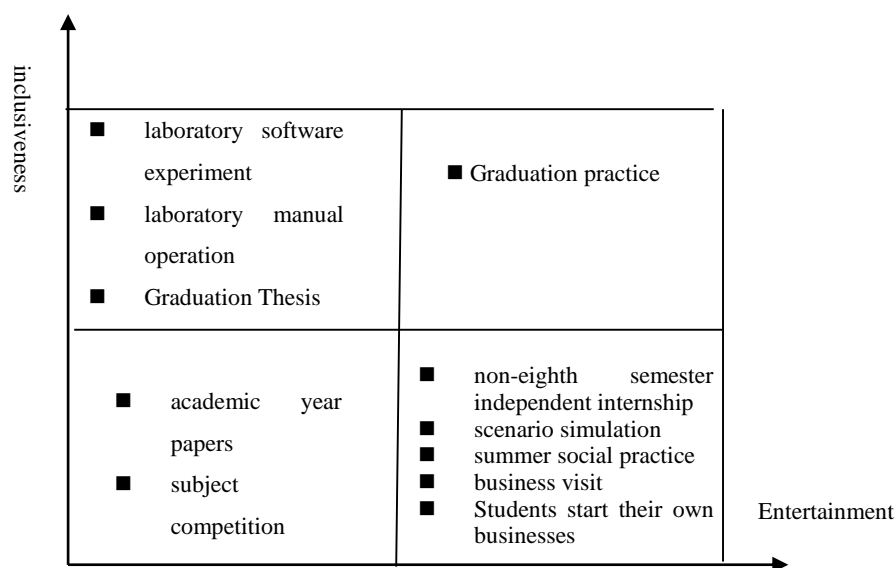 inclusiveness
laboratory software
experiment
laboratory manual
operation
Graduation Thesis
Graduation practice
academic year
papers
subject
competition
non-eighth semester
independent internship
scenario simulation
summer social practice
business visit
Students start their own
businesses
Entertainment